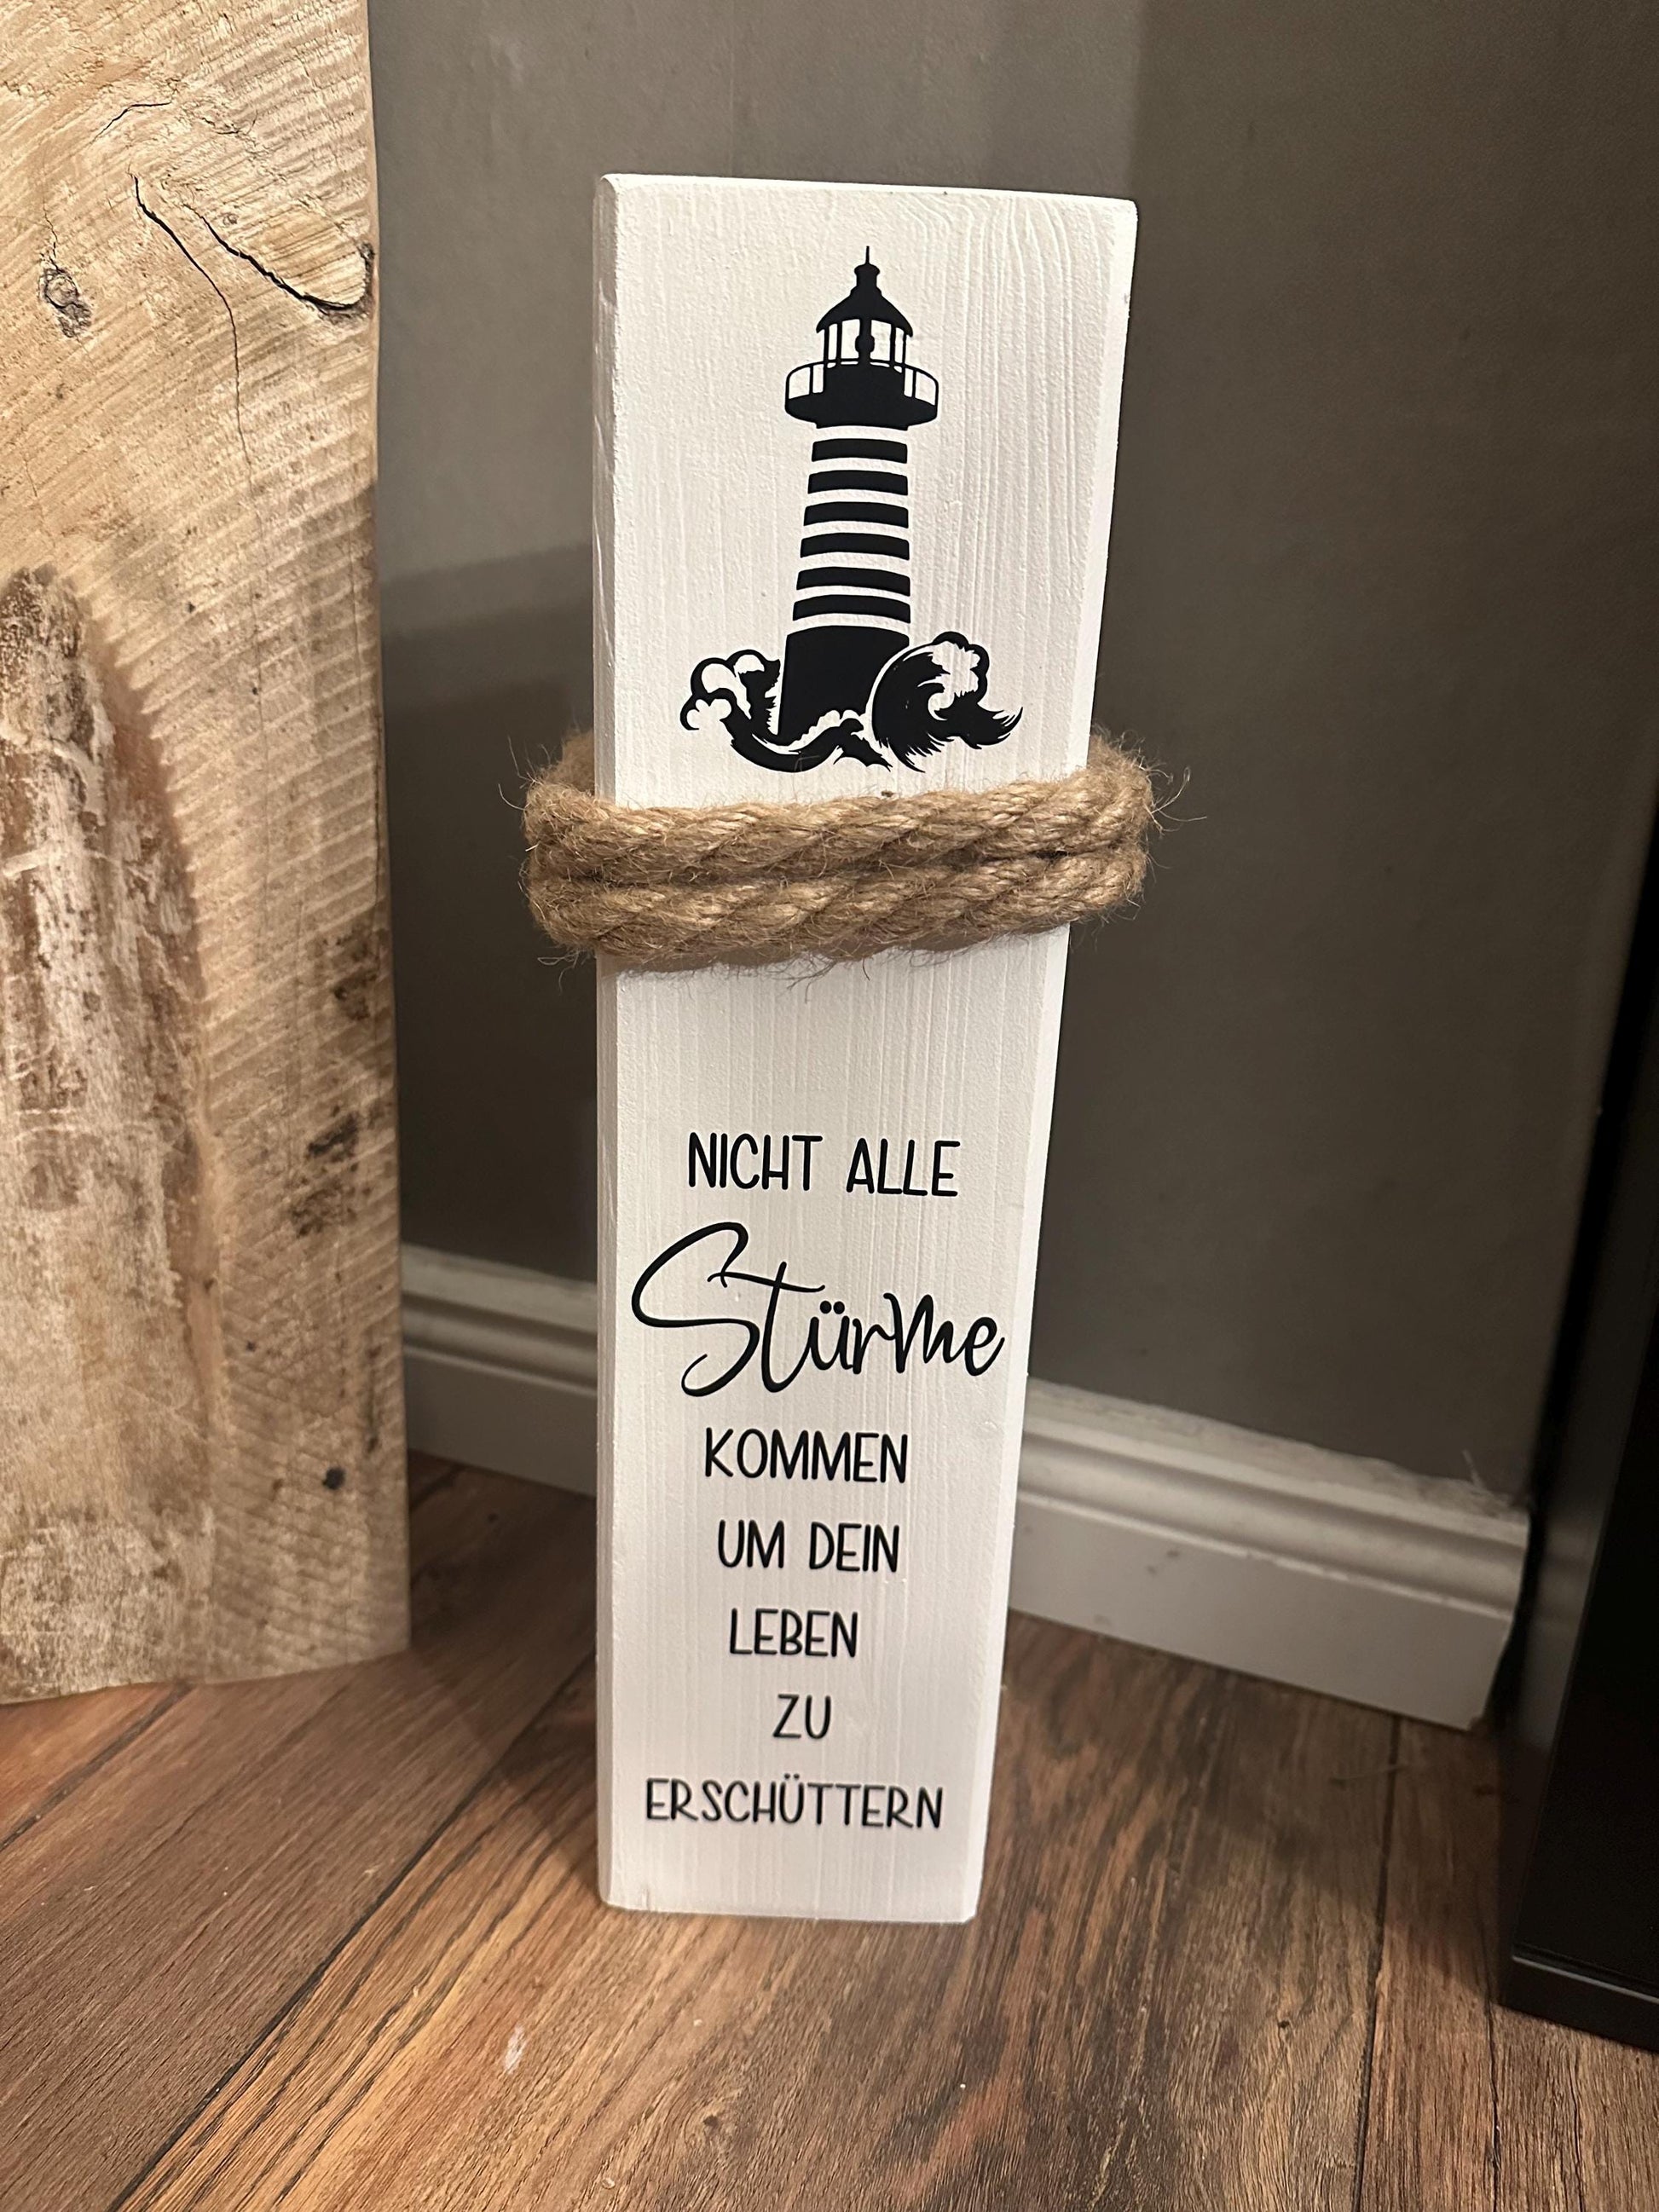 NICHT ALLE
Stürme
KOMMEN
UM DEIN
LEBEN
ZU
ERSCHÜTTERN